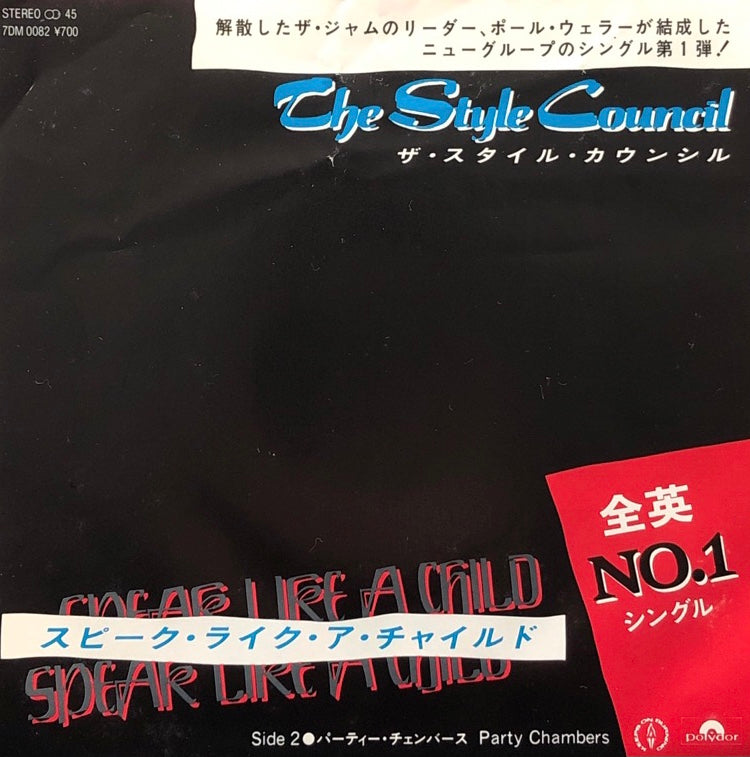 STEREO 45
7DM 0082 ¥700
解散したザ・ジャムのリーダー、ポール・ウェラーが結成した
ニューグループのシングル第1弾!
The Style Council
ザ・スタイル・カウンシル
全英
NO.1
シングル
SPEAK LIKE A CHILD
スピーク・ライク・ア・チャイルド
SPEAK LIKE A CHILD
Side 2●パーティー・チェンバース Party Chambers
polydor